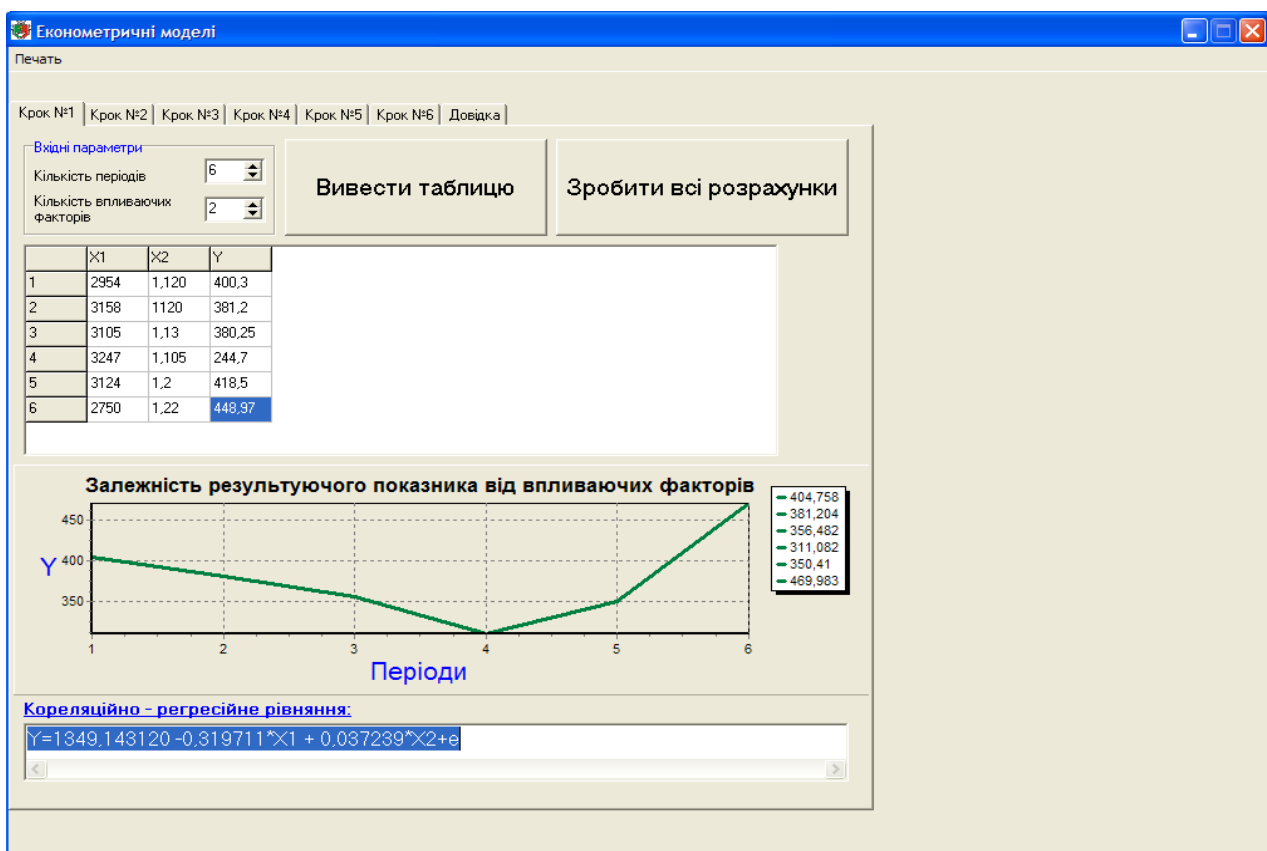 Економетричні моделі
Печать
Крок №1 Крок №2 Крок №3 Крок №4 Крок №5 Крок №6 Довідка
Вхідні параметри
Кількість періодів 6
Кількість впливаючих
факторів 2
Вивести таблицю
Зробити всі розрахунки
X1 X2 Y
1 2954 1,120 400,3
2 3158 1120 381,2
3 3105 1,13 380,25
4 3247 1,105 244,7
5 3124 1,2 418,5
6 2750 1,22 448,97
Залежність результуючого показника від впливаючих факторів
450
400
350
Y
1 2 3 4 5 6
Періоди
404,758
381,204
356,482
311,082
350,41
469,983
Кореляційно - регресійне рівняння:
Y=1349,143120 -0,319711*X1 + 0,037239*X2+e